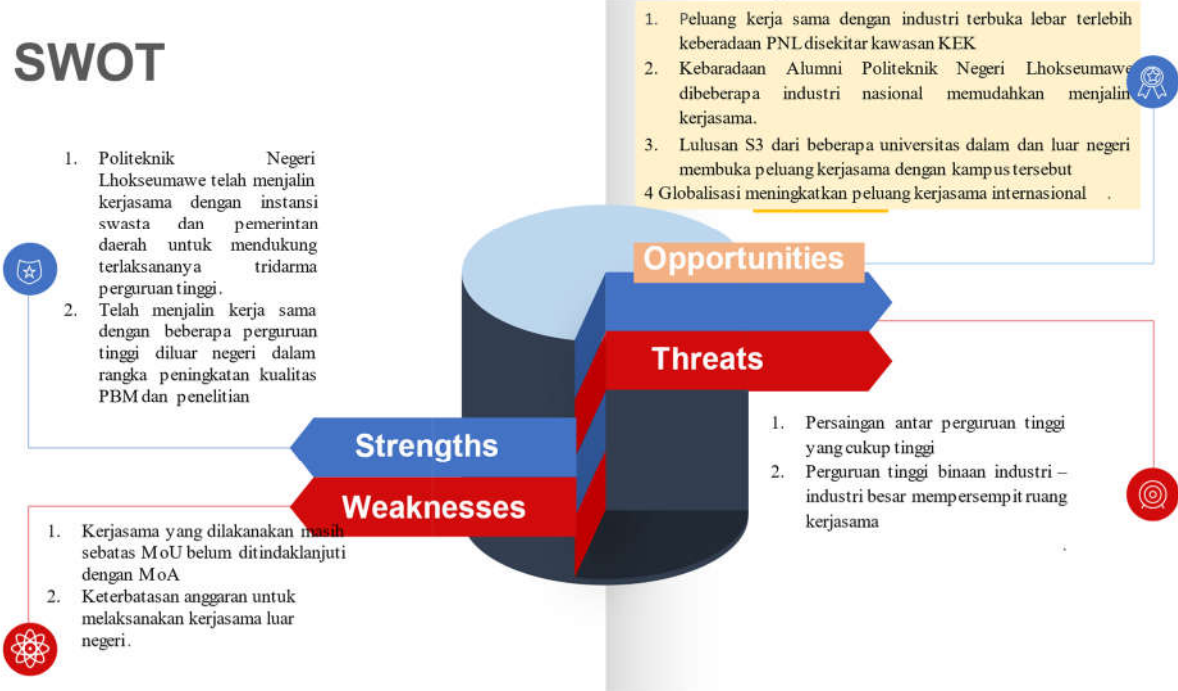 SWOT
1. Politeknik Negeri
Lhokseumawe telah menjalin
kerjasama dengan instansi
swasta dan pemerintan
daerah untuk mendukung
terlaksananya tridarma
perguruan tinggi.
2. Telah menjalin kerja sama
dengan beberapa perguruan
tinggi diluar negeri dalam
rangka peningkatan kualitas
PBM dan penelitian
Strengths
Weaknesses
1. Kerjasama yang dilakanakan masih
sebatas MoU belum ditindaklanjuti
dengan MoA
2. Keterbatasan anggaran untuk
melaksanakan kerjasama luar
negeri.
1. Peluang kerja sama dengan industri terbuka lebar terlebih
keberadaan PNL disekitar kawasan KEK
2. Kebaradaan Alumni Politeknik Negeri Lhokseumawe
dibeberapa industri nasional memudahkan menjalin
kerjasama.
3. Lulusan S3 dari beberapa universitas dalam dan luar negeri
membuka peluang kerjasama dengan kampus tersebut
4 Globalisasi meningkatkan peluang kerjasama internasional .
Opportunities
Threats
1. Persaingan antar perguruan tinggi
yang cukup tinggi
2. Perguruan tinggi binaan industri –
industri besar mempersempit ruang
kerjasama
.